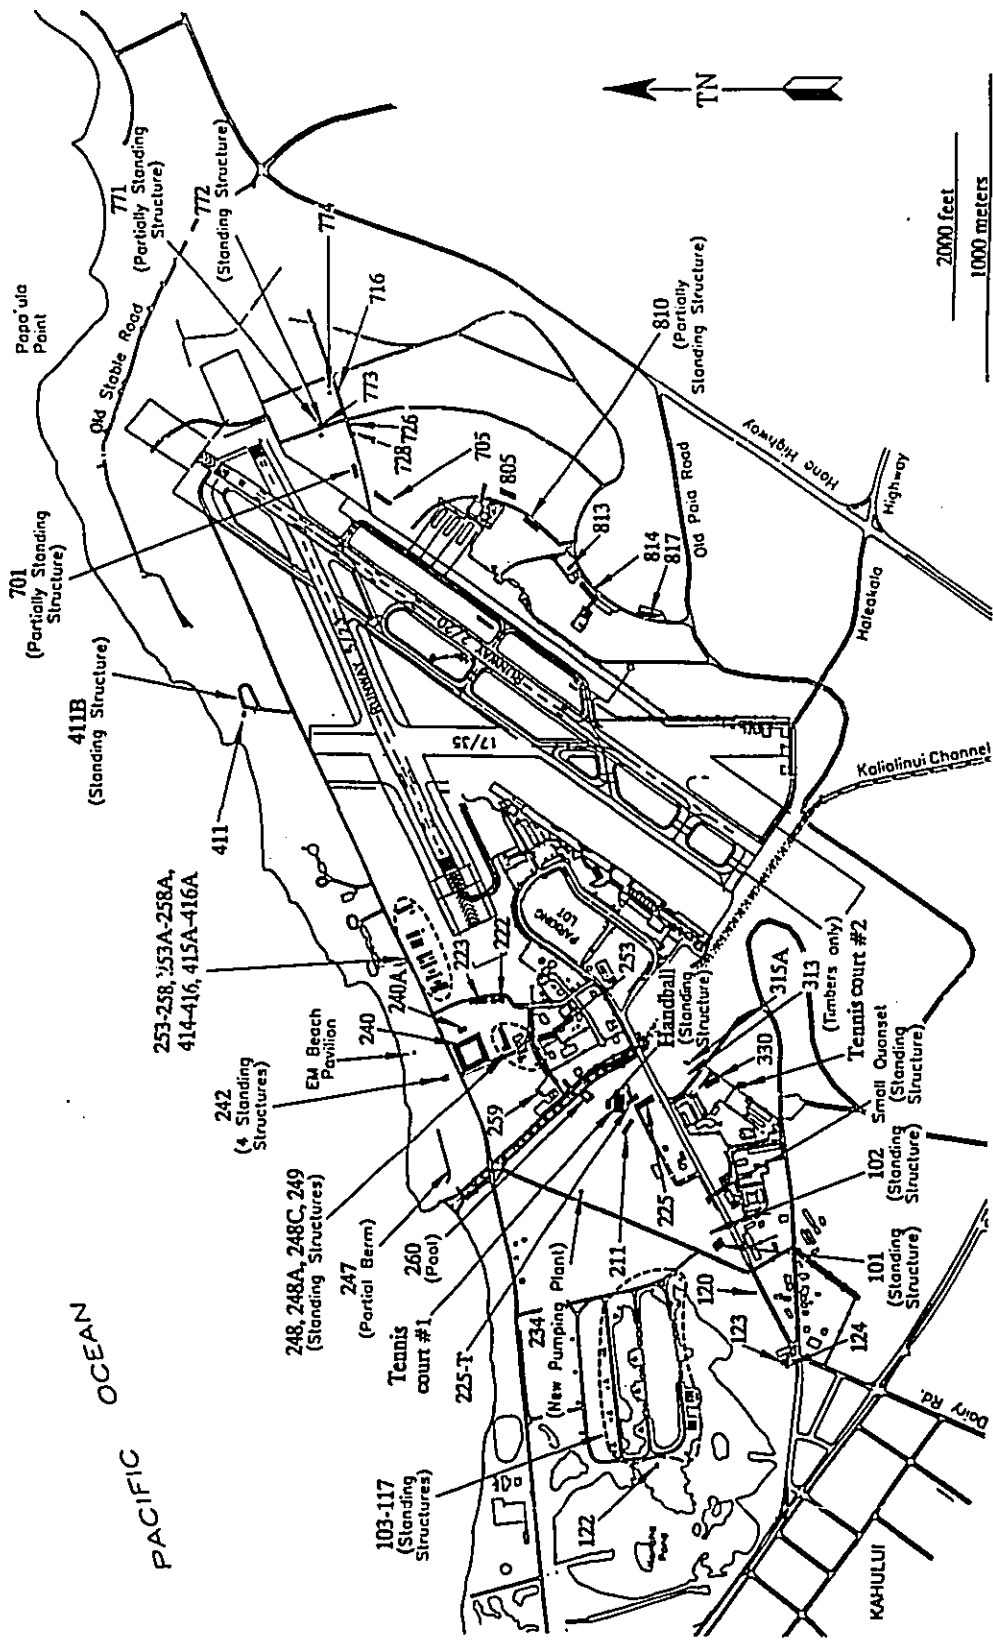 PACIFIC OCEAN
Papa'ula
Point
Old Stable Road
771
(Partially Standing
Structure)
772
(Standing Structure)
774
716
773
726
728
705
805
701
(Partially Standing
Structure)
411B
(Standing Structure)
411
253-258, 253A-258A,
414-416, 415A-416A
240A
223
222
240
EM Beach
Pavilion
242
(4 Standing
Structures)
259
248, 248A, 248C, 249
(Standing Structures)
247
(Partial Berm)
260
(Pool)
Tennis
court #1
225-T
234
(New Pumping Plant)
211
225
103-117
(Standing
Structures)
122
120
123
124
101
(Standing
Structure)
102
(Standing
Structure)
Small Quonset
(Standing
Structure)
Tennis court #2
(Timbers only)
330
313
315A
Handball
(Standing
Structure)
253
PARKING
LOT
RUNWAY 5/23
RUNWAY 2/20
17/35
810
(Partially
Standing Structure)
813
814
817
Old Paia Road
Hana Highway
Haleakala
Highway
Kalialinui Channel
Dairy Rd.
KAHULUI
Pond
TN
2000 feet
1000 meters